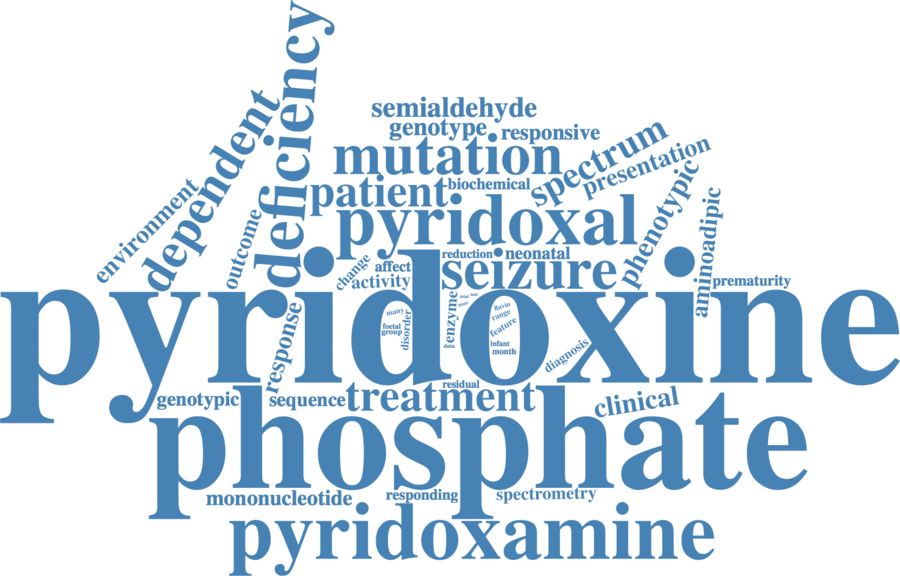 semialdehyde
genotype
responsive
mutation
spectrum
presentation
patient
biochemical
deficiency
dependent
environment
outcome
pyridoxal
phenotypic
aminoadipic
reduction
neonatal
change
affect
activity
seizure
prematurity
pyridoxine
many
foetal
group
disorder
enzyme
data
flavin
range
feature
infant
month
diagnosis
response
residual
genotypic
sequence
treatment
clinical
phosphate
mononucleotide
responding
spectrometry
pyridoxamine